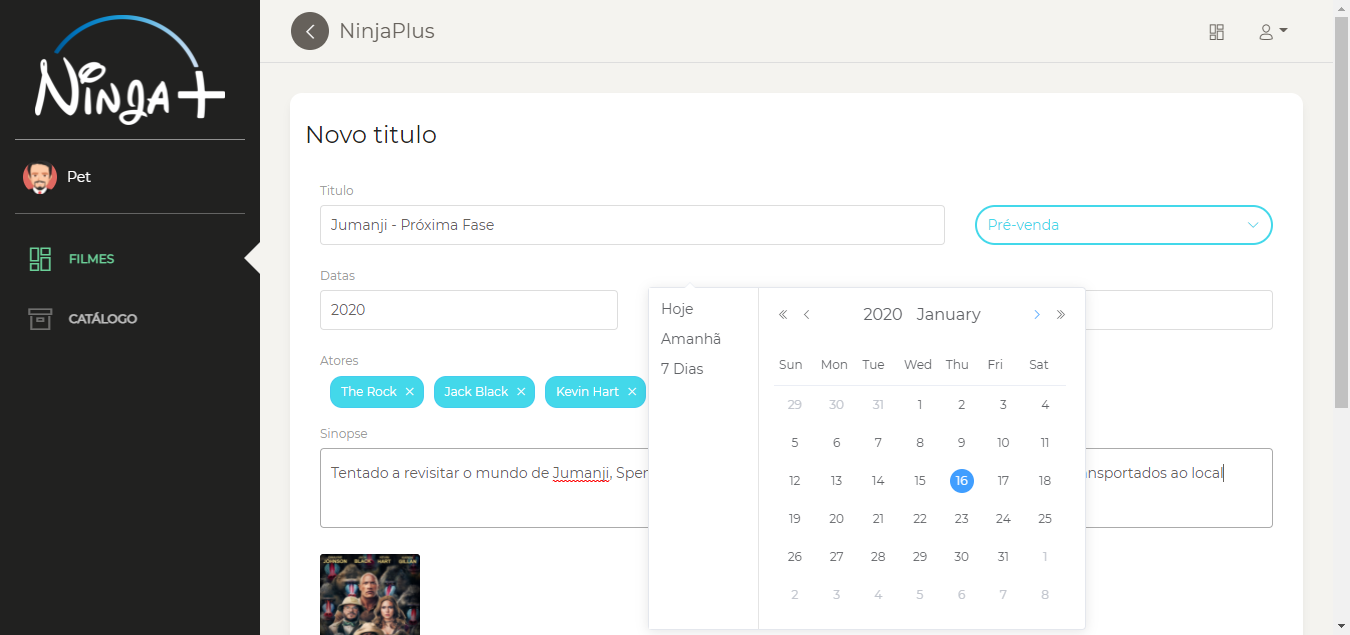 Ninja+
NinjaPlus
Pet
FILMES
CATÁLOGO
Novo titulo
Titulo
Jumanji - Próxima Fase
Pré-venda
Datas
2020
Atores
The Rock ×
Jack Black ×
Kevin Hart ×
Sinopse
Tentado a revisitar o mundo de Jumanji, Spen
nsportados ao local
Hoje
Amanhã
7 Dias
2020 January
Sun Mon Tue Wed Thu Fri Sat
29 30 31 1 2 3 4
5 6 7 8 9 10 11
12 13 14 15 16 17 18
19 20 21 22 23 24 25
26 27 28 29 30 31 1
2 3 4 5 6 7 8
JOHNSON BLACK HART GILLAN